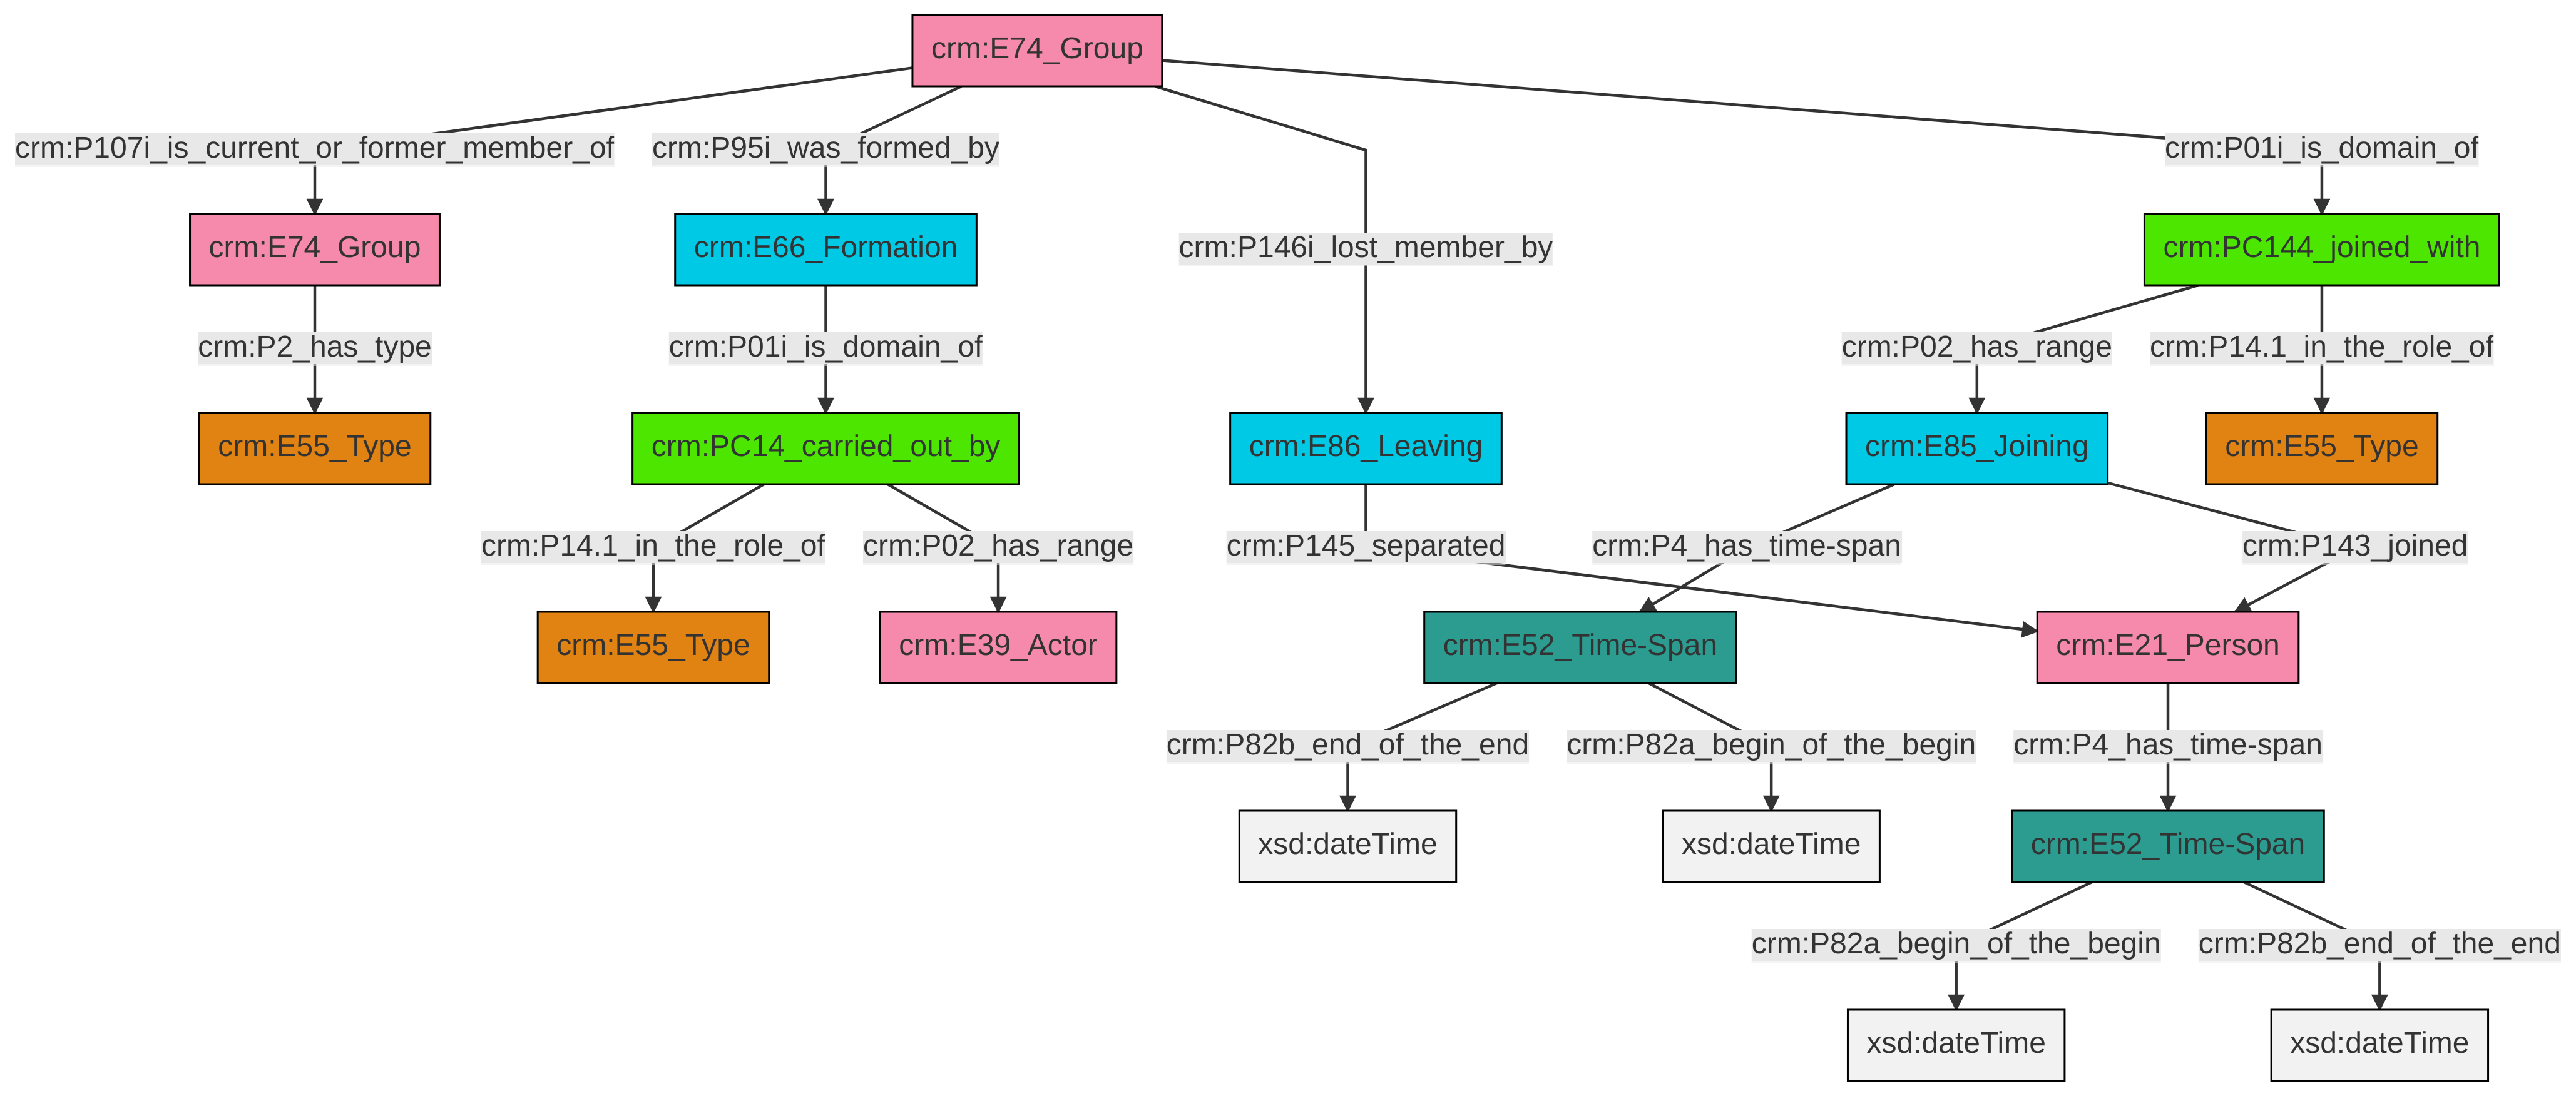 crm:E74_Group
crm:P107i_is_current_or_former_member_of
crm:P95i_was_formed_by
crm:P01i_is_domain_of
crm:E74_Group
crm:E66_Formation
crm:P146i_lost_member_by
crm:PC144_joined_with
crm:P2_has_type
crm:P01i_is_domain_of
crm:P02_has_range
crm:P14.1_in_the_role_of
crm:E55_Type
crm:PC14_carried_out_by
crm:E86_Leaving
crm:E85_Joining
crm:E55_Type
crm:P14.1_in_the_role_of
crm:P02_has_range
crm:P145_separated
crm:P4_has_time-span
crm:P143_joined
crm:E55_Type
crm:E39_Actor
crm:E52_Time-Span
crm:E21_Person
crm:P82b_end_of_the_end
crm:P82a_begin_of_the_begin
crm:P4_has_time-span
xsd:dateTime
xsd:dateTime
crm:E52_Time-Span
crm:P82a_begin_of_the_begin
crm:P82b_end_of_the_end
xsd:dateTime
xsd:dateTime